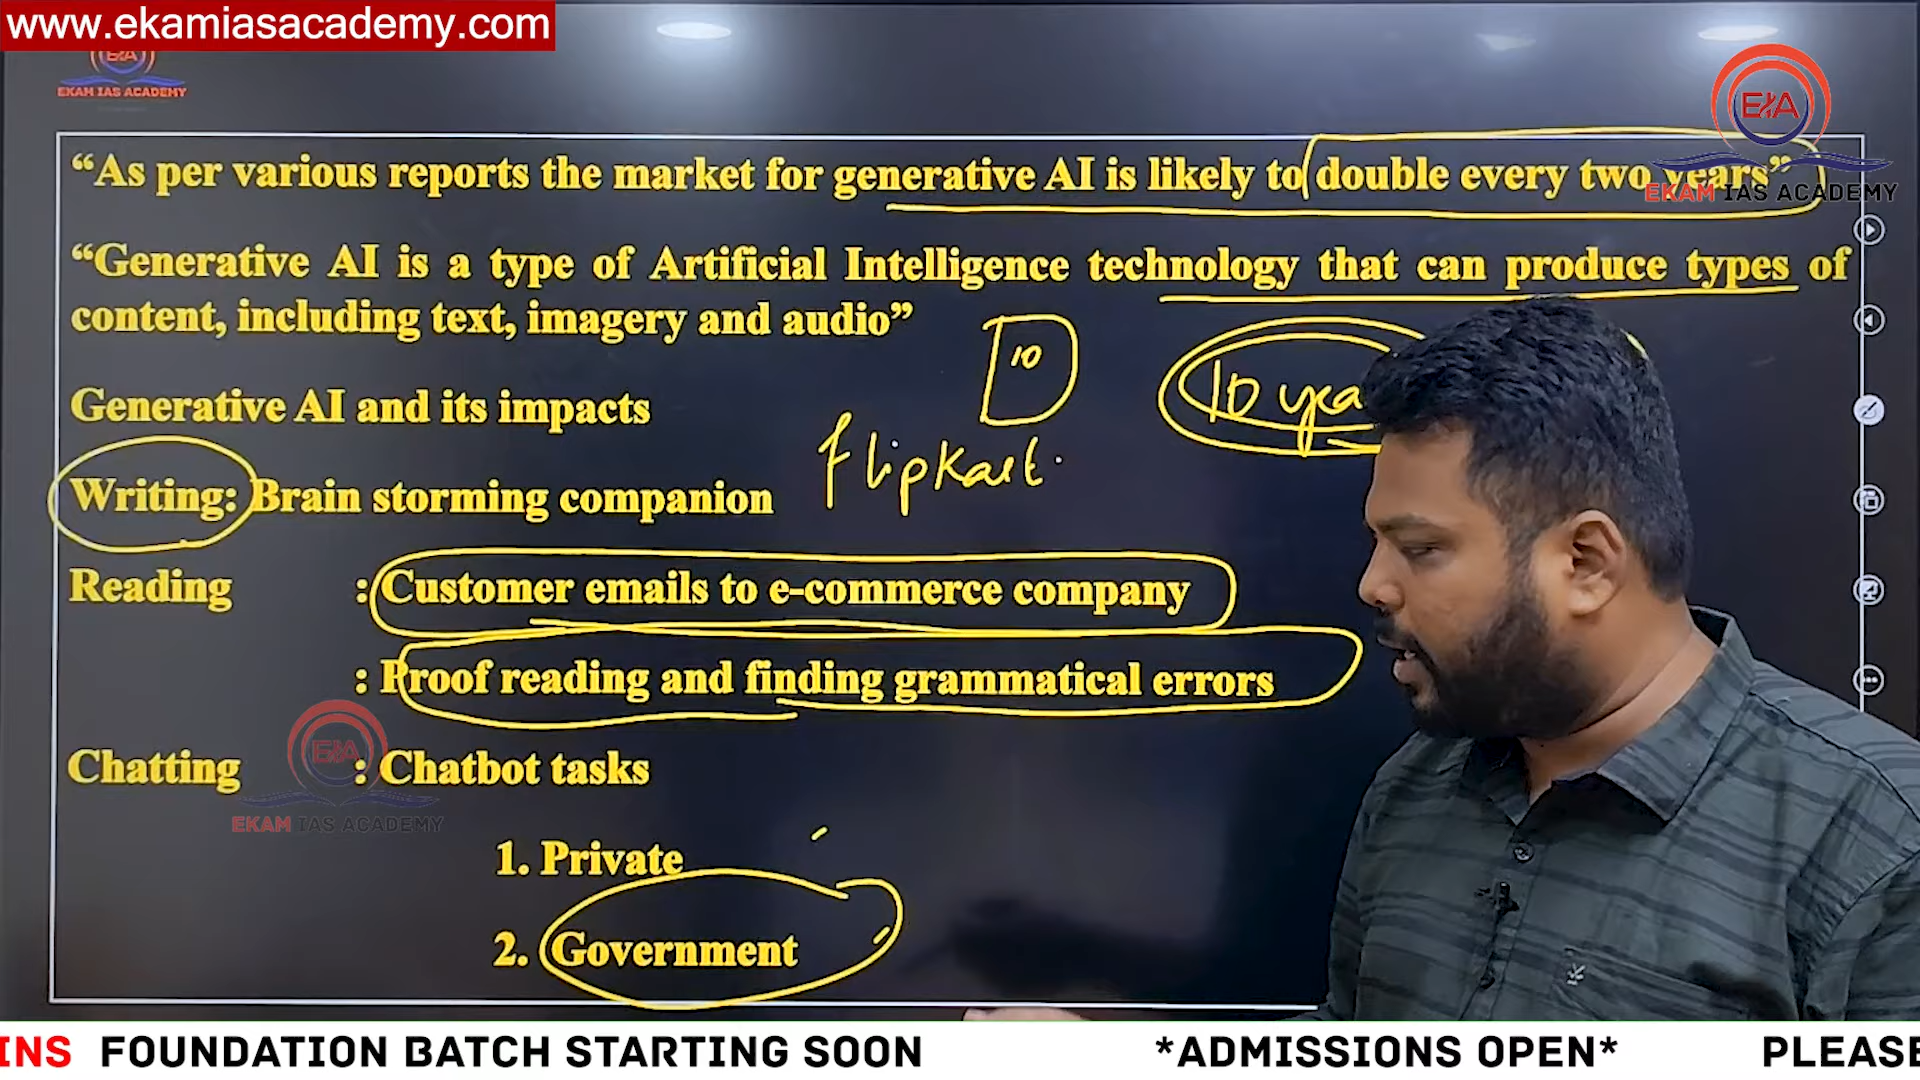 www.ekamiasacademy.com
EKAM IAS ACADEMY
EKAM IAS ACADEMY
“As per various reports the market for generative AI is likely to double every two years”
“Generative AI is a type of Artificial Intelligence technology that can produce types of
content, including text, imagery and audio”
10
10 yea
Generative AI and its impacts
flipkart.
Writing: Brain storming companion
Reading : Customer emails to e-commerce company
: Proof reading and finding grammatical errors
Chatting : Chatbot tasks
EKAM IAS ACADEMY
1. Private
2. Government
INS FOUNDATION BATCH STARTING SOON *ADMISSIONS OPEN* PLEASE